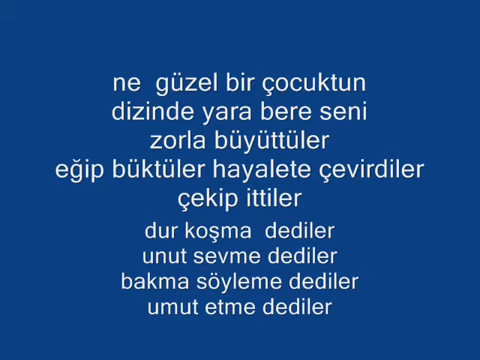 ne  güzel bir çocuktun
dizinde yara bere seni
zorla büyüttüler
eğip büktüler hayalete çevirdiler
çekip ittiler
dur koşma  dediler
unut sevme dediler
bakma söyleme dediler
umut etme dediler